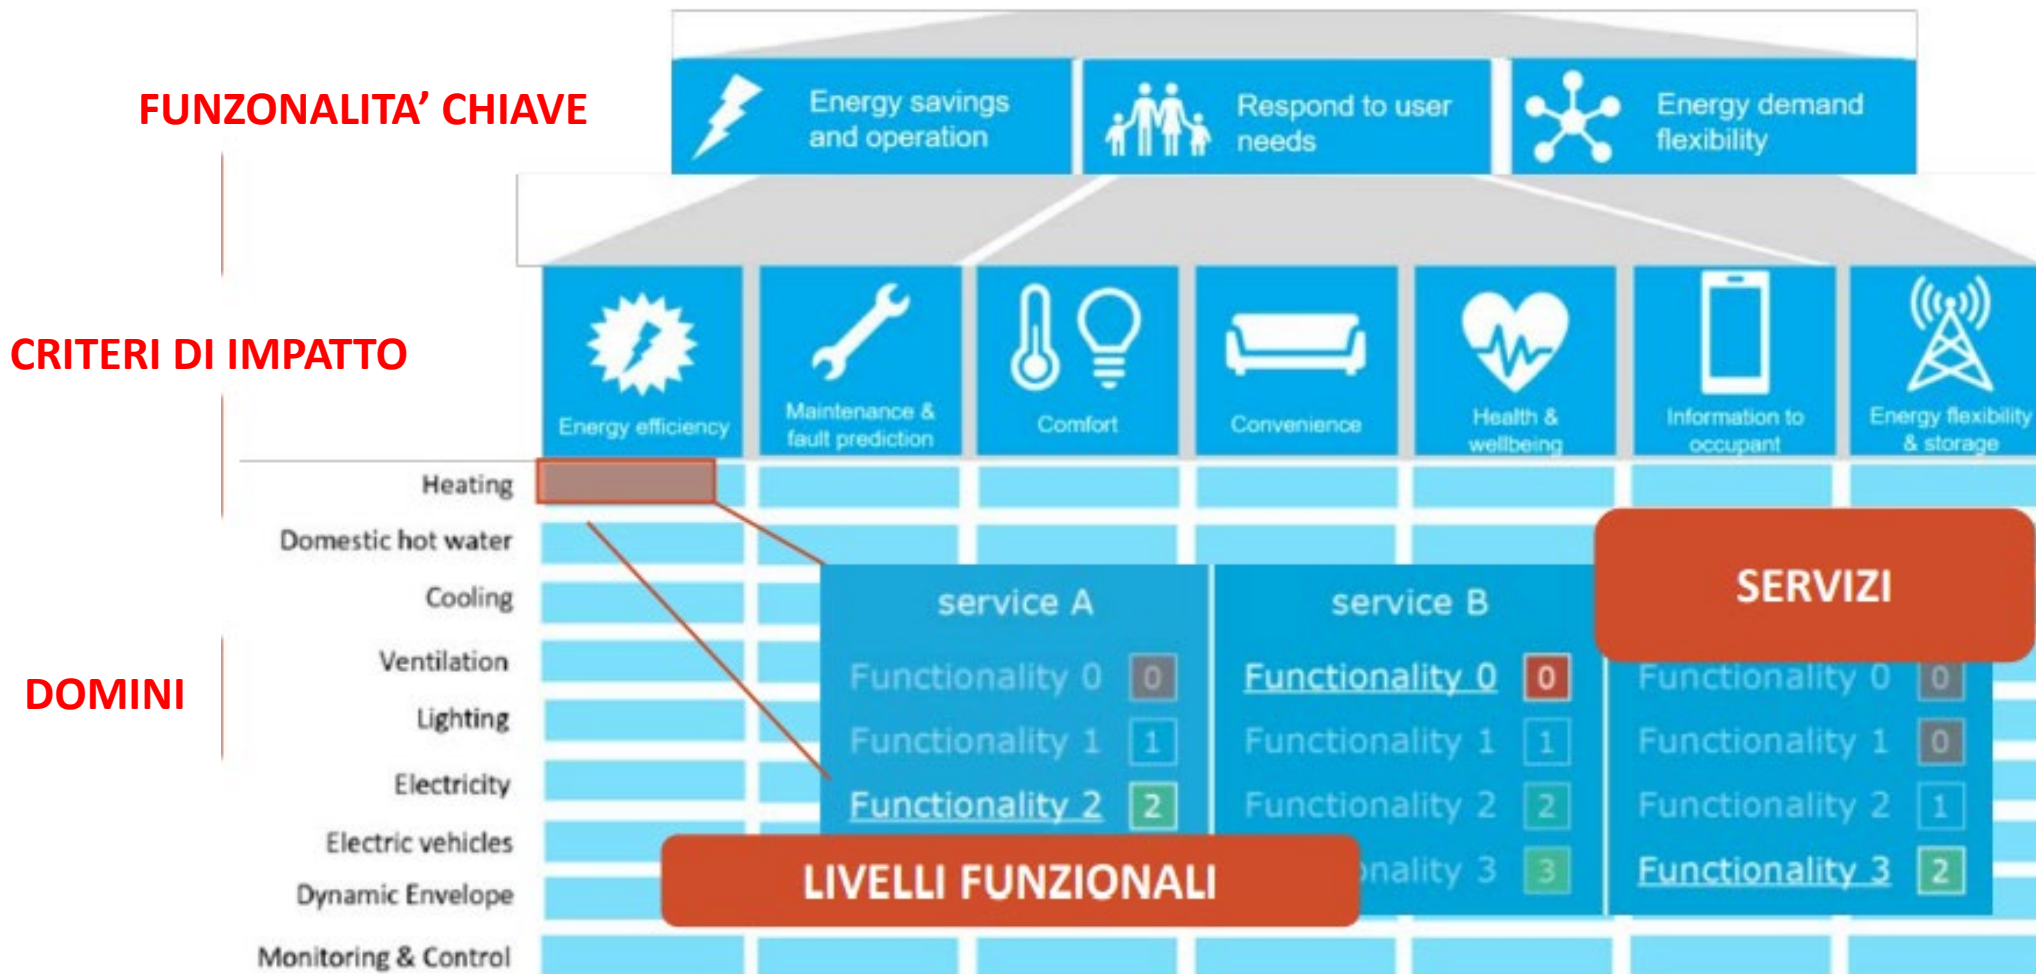 FUNZONALITA' CHIAVE
Energy savings
and operation
Respond to user
needs
Energy demand
flexibility
CRITERI DI IMPATTO
Energy efficiency
Maintenance &
fault prediction
Comfort
Convenience
Health &
wellbeing
Information to
occupant
Energy flexibility
& storage
DOMINI
Heating
Domestic hot water
Cooling
Ventilation
Lighting
Electricity
Electric vehicles
Dynamic Envelope
Monitoring & Control
service A
Functionality 0 0
Functionality 1 1
Functionality 2 2
service B
Functionality 0 0
Functionality 1 1
Functionality 2 2
onality 3 3
SERVIZI
Functionality 0 0
Functionality 1 0
Functionality 2 1
Functionality 3 2
LIVELLI FUNZIONALI